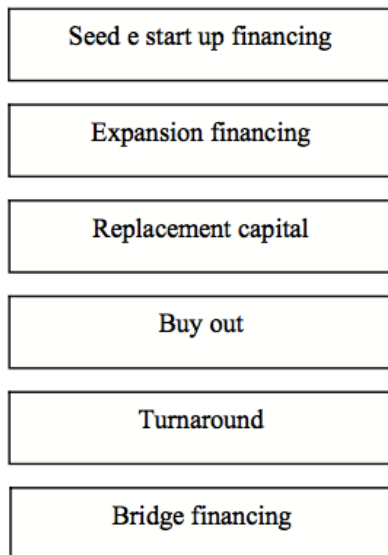 Seed e start up financing
Expansion financing
Replacement capital
Buy out
Turnaround
Bridge financing